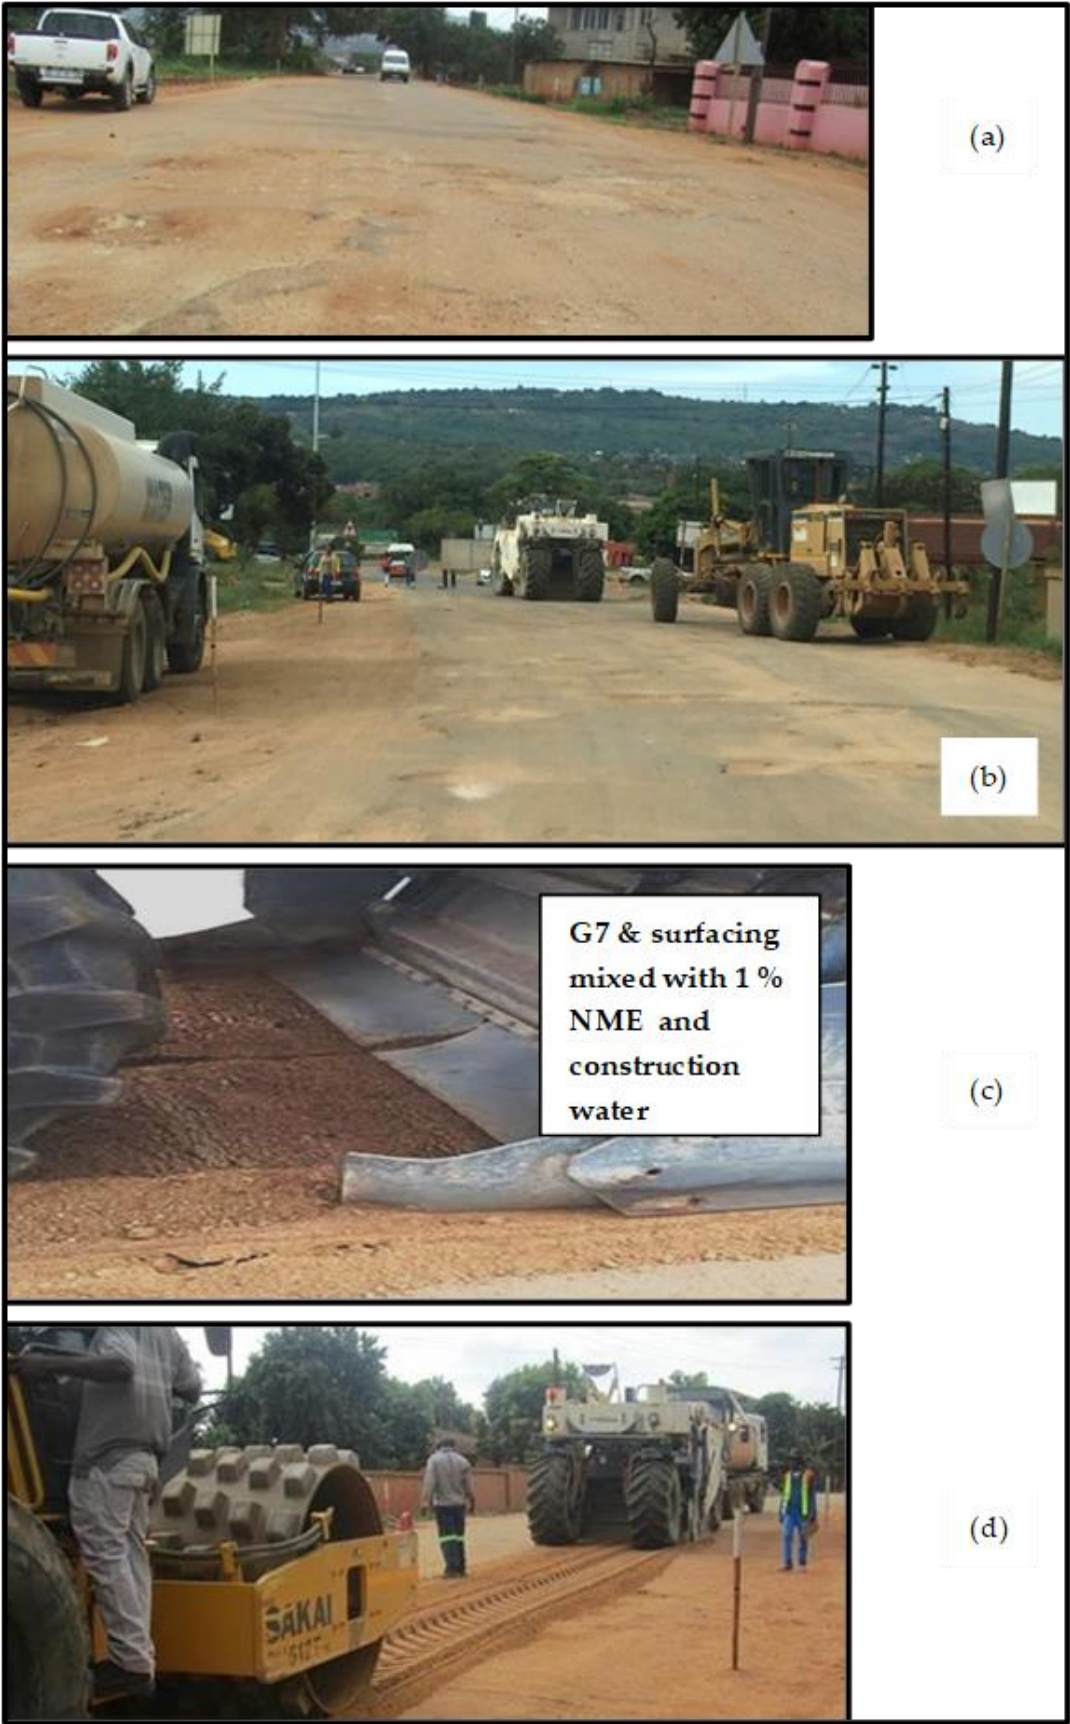 (a)
(b)
G7 & surfacing
mixed with 1 %
NME and
construction
water
(c)
SAKAI
(d)